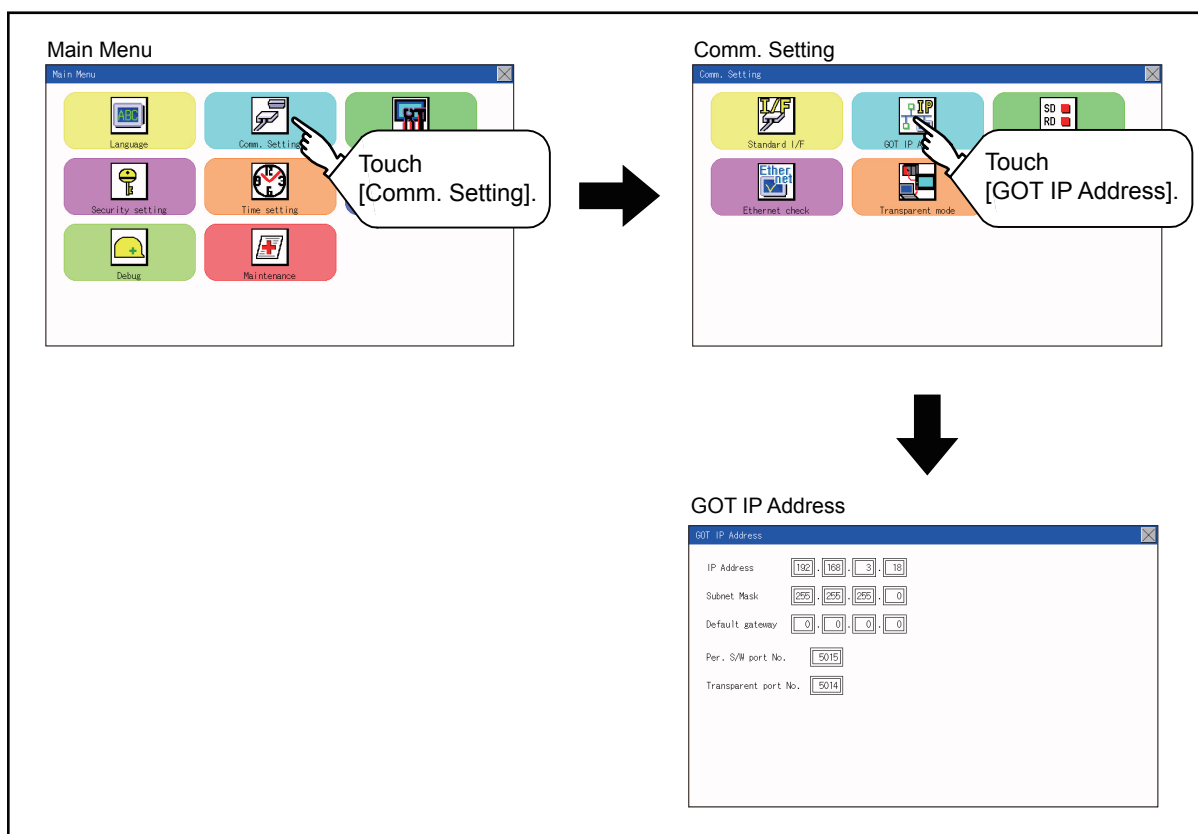 Main Menu
Main Menu
ABC
Language
Comm. Setting
Security setting
Time setting
Debug
Maintenance
Touch
[Comm. Setting].
Comm. Setting
Comm. Setting
I/F
Standard I/F
IP
GOT IP
SD
RD
Ether
net
Ethernet check
Transparent mode
Touch
[GOT IP Address].
GOT IP Address
GOT IP Address
IP Address 192 . 168 . 3 . 18
Subnet Mask 255 . 255 . 255 . 0
Default gateway 0 . 0 . 0 . 0
Per. S/W port No. 5015
Transparent port No. 5014